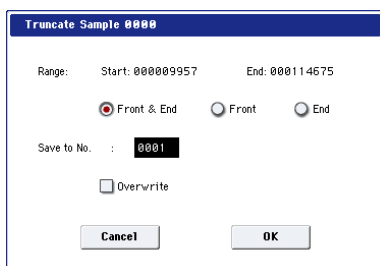 Truncate Sample 0000
Range: Start: 000009957 End: 000114675
Front & End Front End
Save to No. : 0001
Overwrite
Cancel OK